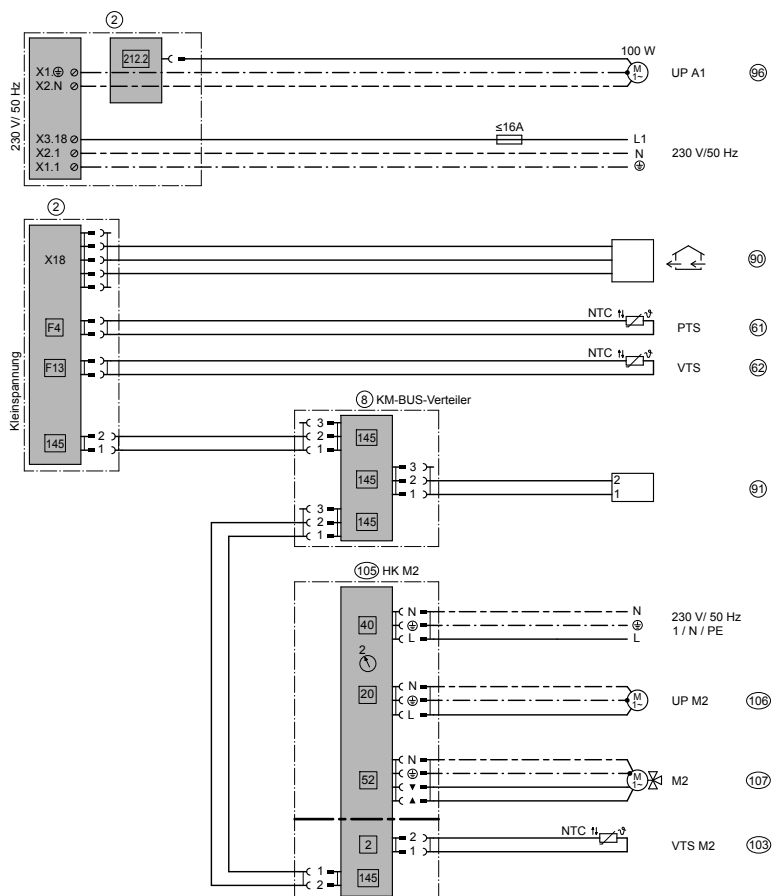 2
212.2
100 W
M
1~
UP A1
96
X1.
X2.N
230 V/ 50 Hz
≤16A
X3.18
L1
X2.1
N
230 V/50 Hz
X1.1
2
X18
90
Kleinspannung
F4
NTC
ϑ
PTS
61
F13
NTC
ϑ
VTS
62
8 KM-BUS-Verteiler
145
2
1
3
2
1
145
145
3
2
1
2
1
91
145
3
2
1
105 HK M2
40
N
L
N
L
230 V/ 50 Hz
1 / N / PE
2
20
N
L
M
1~
UP M2
106
52
N
M
1~
M2
107
2
2
1
NTC
ϑ
VTS M2
103
145
1
2